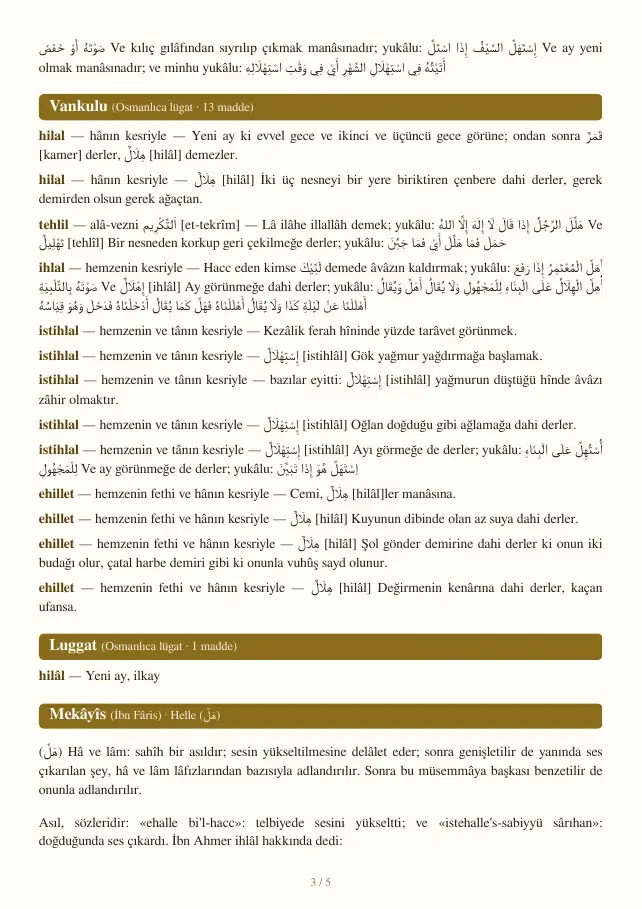 صَوْتَهُ أَوْ خَفَضَ Ve kılıç gılâfından sıyrılıp çıkmak manâsınadır; yukâlu: إِسْتَهَلَّ السَّيْفُ إِذَا اسْتَلَّ Ve ay yeni
olmak manâsınadır; ve minhu yukâlu: أَتَيْتُهُ فِي اسْتِهْلَالِ الشَّهْرِ أَيْ فِي وَقْتِ اسْتِهْلَالِهِ
Vankulu (Osmanlıca lügat · 13 madde)
hilal — hânın kesriyle — Yeni ay ki evvel gece ve ikinci ve üçüncü gece görüne; ondan sonra قَمَرٌ
[kamer] derler, هِلَالٌ [hilâl] demezler.
hilal — hânın kesriyle — هِلَالٌ [hilâl] İki üç nesneyi bir yere biriktiren çenbere dahi derler, gerek
demirden olsun gerek ağaçtan.
tehlil — alâ-vezni اَلتَّكْرِيم [et-tekrîm] — Lâ ilâhe illallâh demek; yukâlu: هَلَّلَ الرَّجُلُ إِذَا قَالَ لَا إِلَهَ إِلَّا اللهُ Ve
تَهْلِيلٌ [tehlîl] Bir nesneden korkup geri çekilmeğe derler; yukâlu: حَمَلَ فَمَا هَلَّلَ أَيْ فَمَا جَبُنَ
ihlal — hemzenin kesriyle — Hacc eden kimse لَبَّيْكَ demede âvâzın kaldırmak; yukâlu: أَهَلَّ الْمُعْتَمِرُ إِذَا رَفَعَ
صَوْتَهُ بِالتَّلْبِيَةِ Ve إِهْلَالٌ [ihlâl] Ay görünmeğe dahi derler; yukâlu: أُهِلَّ الْهِلَالُ عَلَى الْبِنَاءِ لِلْمَجْهُولِ وَلَا يُقَالُ أَهَلَّ وَيُقَالُ
أَهْلَلْنَا عَنْ لَيْلَةِ كَذَا وَلَا يُقَالُ أَهْلَلْنَاهُ فَهَلَّ كَمَا يُقَالُ أَدْخَلْنَاهُ فَدَخَلَ وَهُوَ قِيَاسُهُ
istihlal — hemzenin ve tânın kesriyle — Kezâlik ferah hîninde yüzde tarâvet görünmek.
istihlal — hemzenin ve tânın kesriyle — إِسْتِهْلَالٌ [istihlâl] Gök yağmur yağdırmağa başlamak.
istihlal — hemzenin ve tânın kesriyle — bazılar eyitti: إِسْتِهْلَالٌ [istihlâl] yağmurun düştüğü hînde âvâzı
zâhir olmaktır.
istihlal — hemzenin ve tânın kesriyle — إِسْتِهْلَالٌ [istihlâl] Oğlan doğduğu gibi ağlamağa dahi derler.
istihlal — hemzenin ve tânın kesriyle — إِسْتِهْلَالٌ [istihlâl] Ayı görmeğe de derler; yukâlu: أُسْتُهِلَّ عَلَى الْبِنَاءِ
لِلْمَجْهُولِ Ve ay görünmeğe de derler; yukâlu: اِسْتَهَلَّ هُوَ إِذَا تَبَيَّنَ
ehillet — hemzenin fethi ve hânın kesriyle — Cemi, هِلَالٌ [hilâl]ler manâsına.
ehillet — hemzenin fethi ve hânın kesriyle — هِلَالٌ [hilâl] Kuyunun dibinde olan az suya dahi derler.
ehillet — hemzenin fethi ve hânın kesriyle — هِلَالٌ [hilâl] Şol gönder demirine dahi derler ki onun iki
budağı olur, çatal harbe demiri gibi ki onunla vuhûş sayd olunur.
ehillet — hemzenin fethi ve hânın kesriyle — هِلَالٌ [hilâl] Değirmenin kenârına dahi derler, kaçan
ufansa.
Luggat (Osmanlıca lügat · 1 madde)
hilâl — Yeni ay, ilkay
Mekâyîs (İbn Fâris) · Helle (هَلَّ)
(هَلَّ) Hâ ve lâm: sahîh bir asıldır; sesin yükseltilmesine delâlet eder; sonra genişletilir de yanında ses
çıkarılan şey, hâ ve lâm lâfızlarından bazısıyla adlandırılır. Sonra bu müsemmâya başkası benzetilir de
onunla adlandırılır.
Asıl, sözleridir: «ehalle bi'l-hacc»: telbiyede sesini yükseltti; ve «istehelle's-sabiyyü sârıhan»:
doğduğunda ses çıkardı. İbn Ahmer ihlâl hakkında dedi:
3 / 5